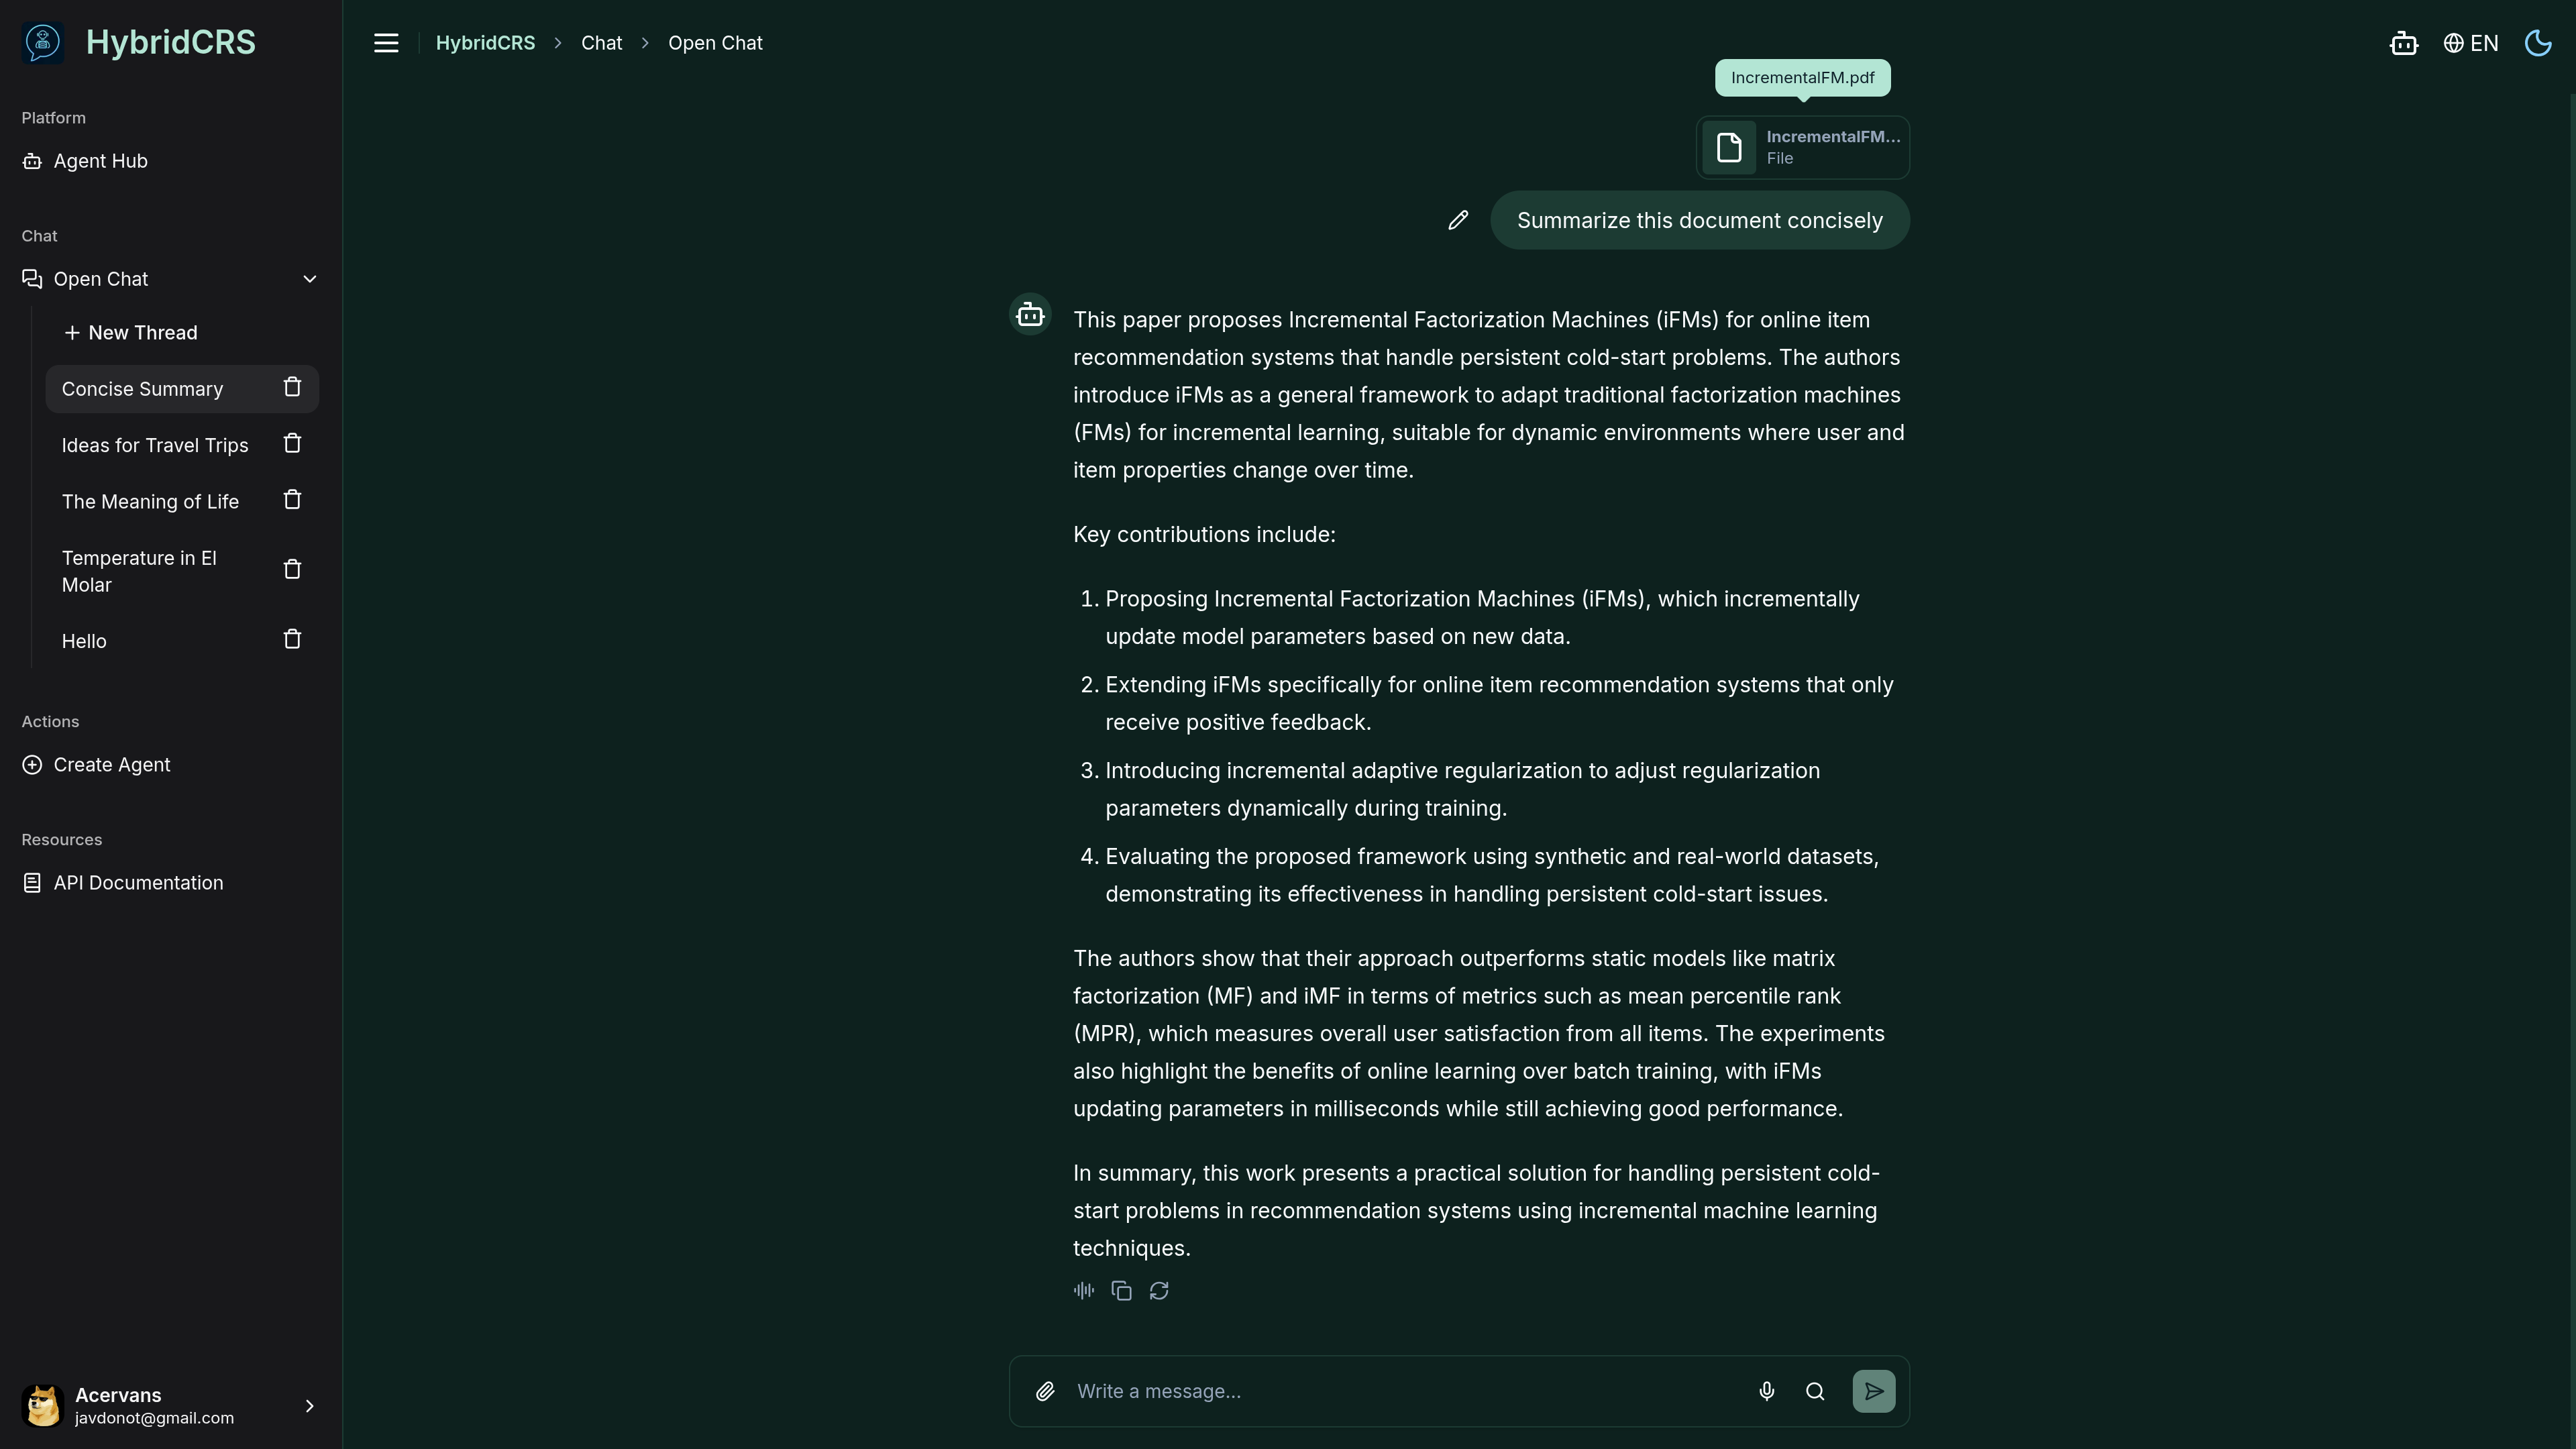 HybridCRS
Platform
Agent Hub
Chat
Open Chat
New Thread
Concise Summary
Ideas for Travel Trips
The Meaning of Life
Temperature in El
Molar
Hello
Actions
Create Agent
Resources
API Documentation
Acervans
javdonot@gmail.com
HybridCRS > Chat > Open Chat
EN
IncrementalFM.pdf
IncrementalFM...
File
Summarize this document concisely
This paper proposes Incremental Factorization Machines (iFMs) for online item
recommendation systems that handle persistent cold-start problems. The authors
introduce iFMs as a general framework to adapt traditional factorization machines
(FMs) for incremental learning, suitable for dynamic environments where user and
item properties change over time.
Key contributions include:
1. Proposing Incremental Factorization Machines (iFMs), which incrementally
update model parameters based on new data.
2. Extending iFMs specifically for online item recommendation systems that only
receive positive feedback.
3. Introducing incremental adaptive regularization to adjust regularization
parameters dynamically during training.
4. Evaluating the proposed framework using synthetic and real-world datasets,
demonstrating its effectiveness in handling persistent cold-start issues.
The authors show that their approach outperforms static models like matrix
factorization (MF) and iMF in terms of metrics such as mean percentile rank
(MPR), which measures overall user satisfaction from all items. The experiments
also highlight the benefits of online learning over batch training, with iFMs
updating parameters in milliseconds while still achieving good performance.
In summary, this work presents a practical solution for handling persistent cold-
start problems in recommendation systems using incremental machine learning
techniques.
Write a message...